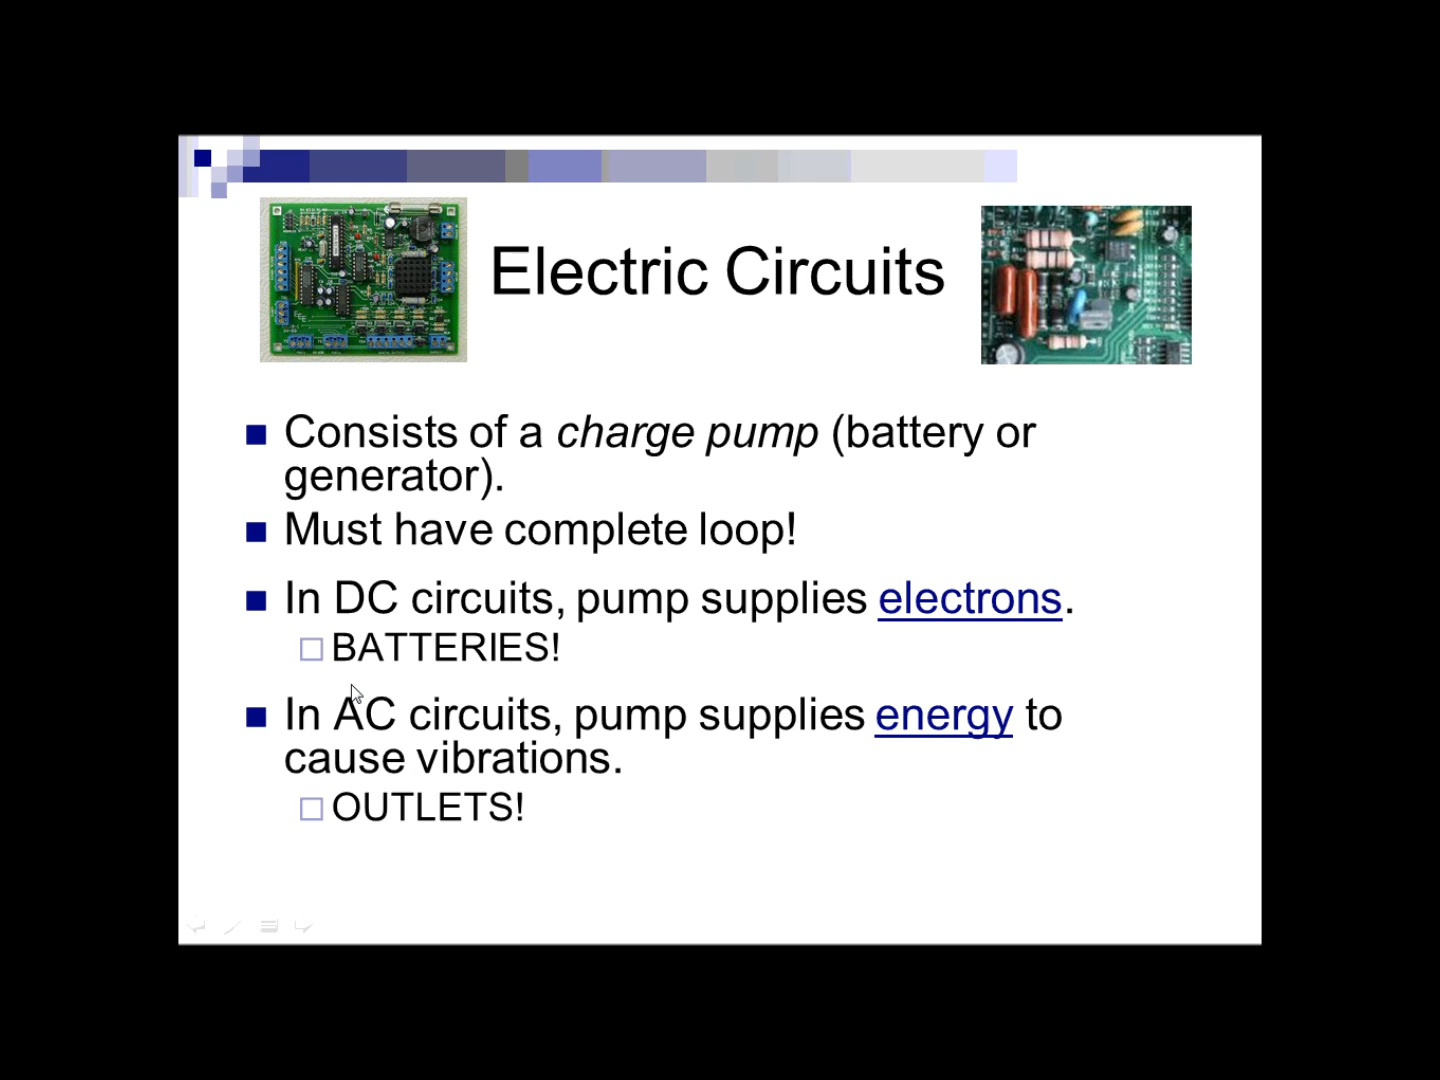 Electric Circuits
Consists of a charge pump (battery or
generator).
Must have complete loop!
In DC circuits, pump supplies electrons.
BATTERIES!
In AC circuits, pump supplies energy to
cause vibrations.
OUTLETS!